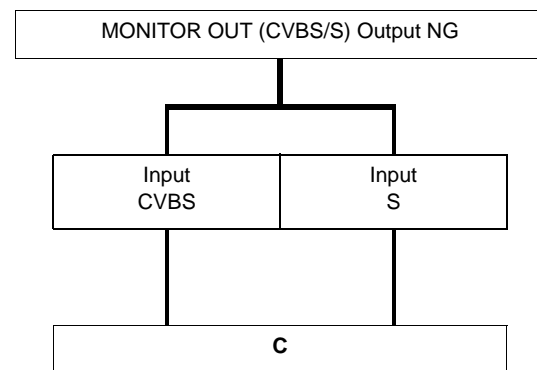 MONITOR OUT (CVBS/S) Output NG
Input
CVBS
Input
S
C